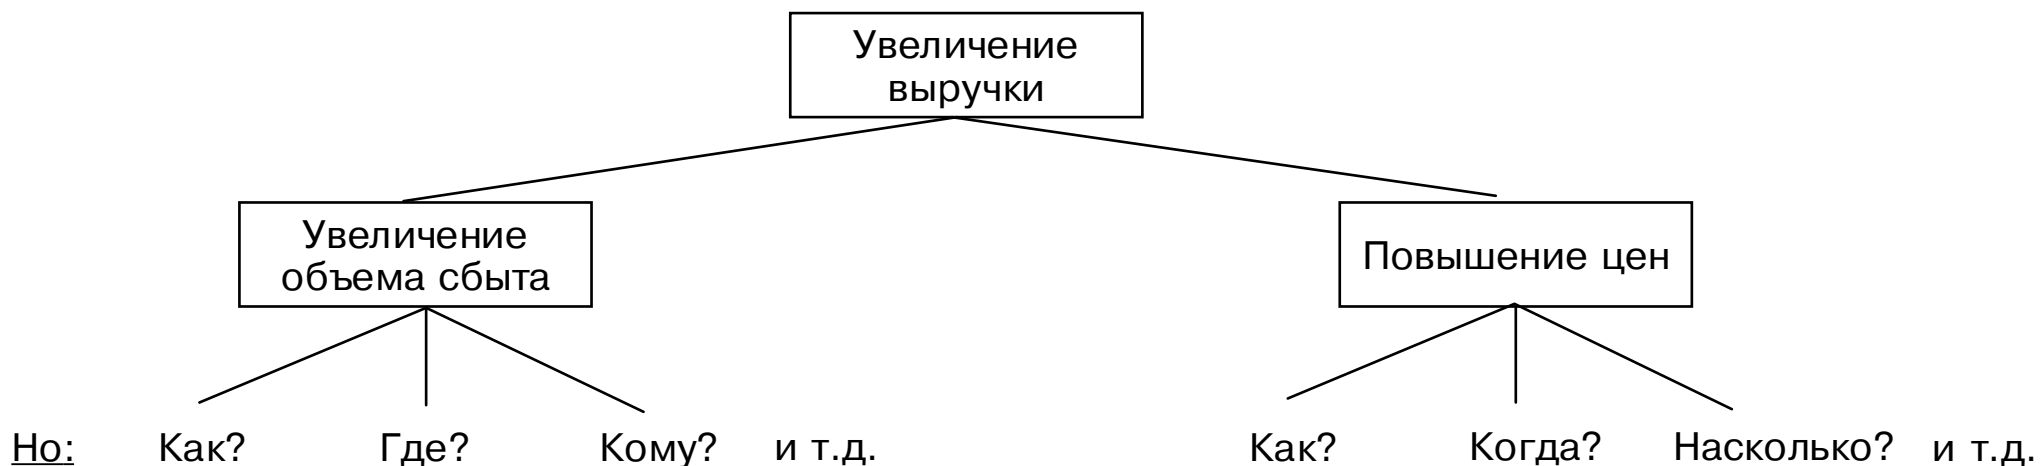 Увеличение
выручки
Увеличение
объема сбыта
Повышение цен
Но: Как? Где? Кому? и т.д. Как? Когда? Насколько? и т.д.